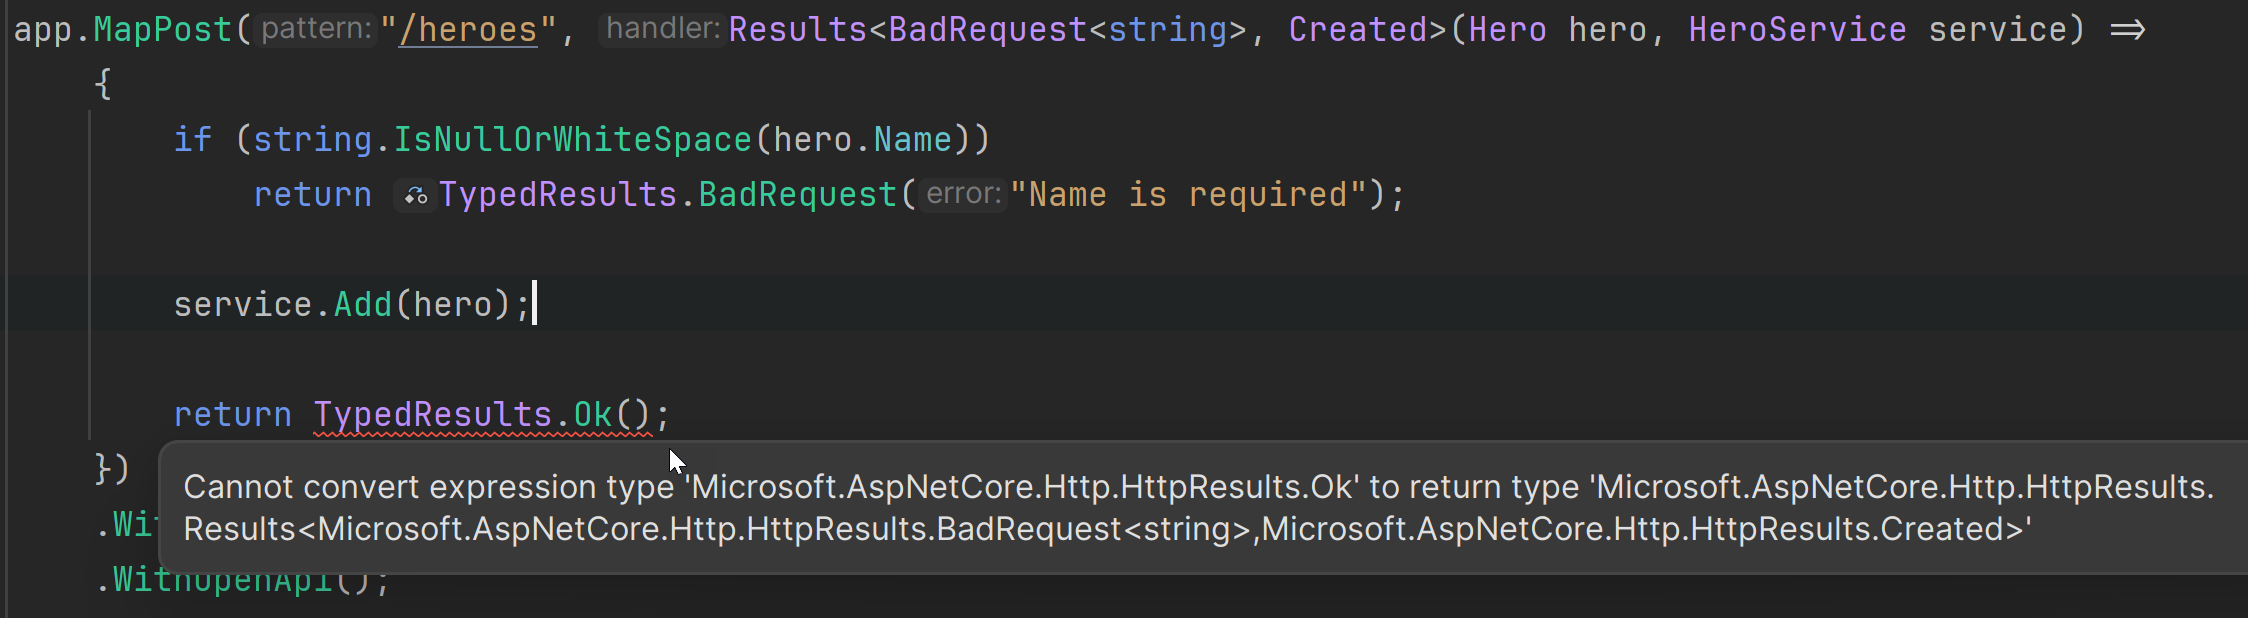 app.MapPost(pattern:"/heroes", handler:Results<BadRequest<string>, Created>(Hero hero, HeroService service) =>
{
if (string.IsNullOrWhiteSpace(hero.Name))
return TypedResults.BadRequest(error:"Name is required");
service.Add(hero);
return TypedResults.Ok();
})
Cannot convert expression type 'Microsoft.AspNetCore.Http.HttpResults.Ok' to return type 'Microsoft.AspNetCore.Http.HttpResults.
Results<Microsoft.AspNetCore.Http.HttpResults.BadRequest<string>,Microsoft.AspNetCore.Http.HttpResults.Created>'
.Wit
.WithOpenApi();